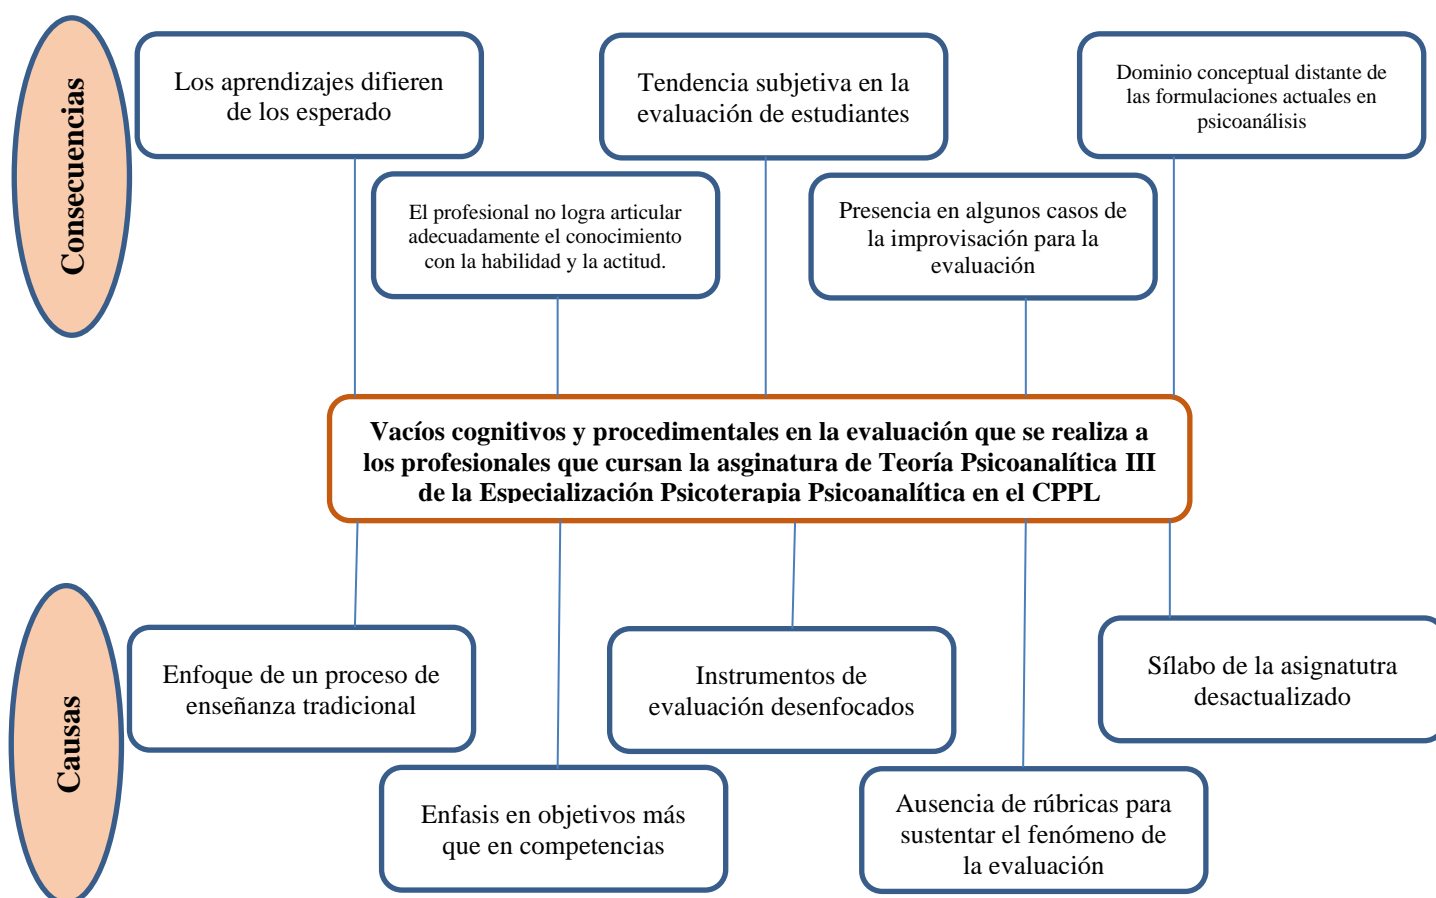 Consecuencias
Los aprendizajes difieren
de los esperado
Tendencia subjetiva en la
evaluación de estudiantes
Dominio conceptual distante de
las formulaciones actuales en
psicoanálisis
El profesional no logra articular
adecuadamente el conocimiento
con la habilidad y la actitud.
Presencia en algunos casos de
la improvisación para la
evaluación
Vacíos cognitivos y procedimentales en la evaluación que se realiza a
los profesionales que cursan la asginatura de Teoría Psicoanalítica III
de la Especialización Psicoterapia Psicoanalítica en el CPPL
Causas
Enfoque de un proceso de
enseñanza tradicional
Instrumentos de
evaluación desenfocados
Sílabo de la asignatutra
desactualizado
Enfasis en objetivos más
que en competencias
Ausencia de rúbricas para
sustentar el fenómeno de
la evaluación